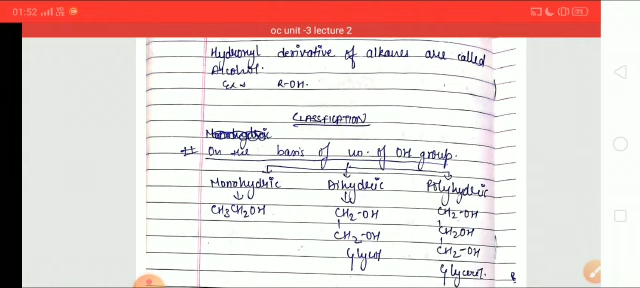 01:52
oc unit -3 lecture 2
Hydroxyl derivative of alkanes are called
Alcohol.
R-OH.
CLASSFICATION
Monohydric
# On the basis of no. of OH group.
Monohydric Dihydric Polyhydric
CH3CH2OH CH2-OH CH2-OH
CH2-OH CH2OH
Glycol CH2-OH
Glycerol.